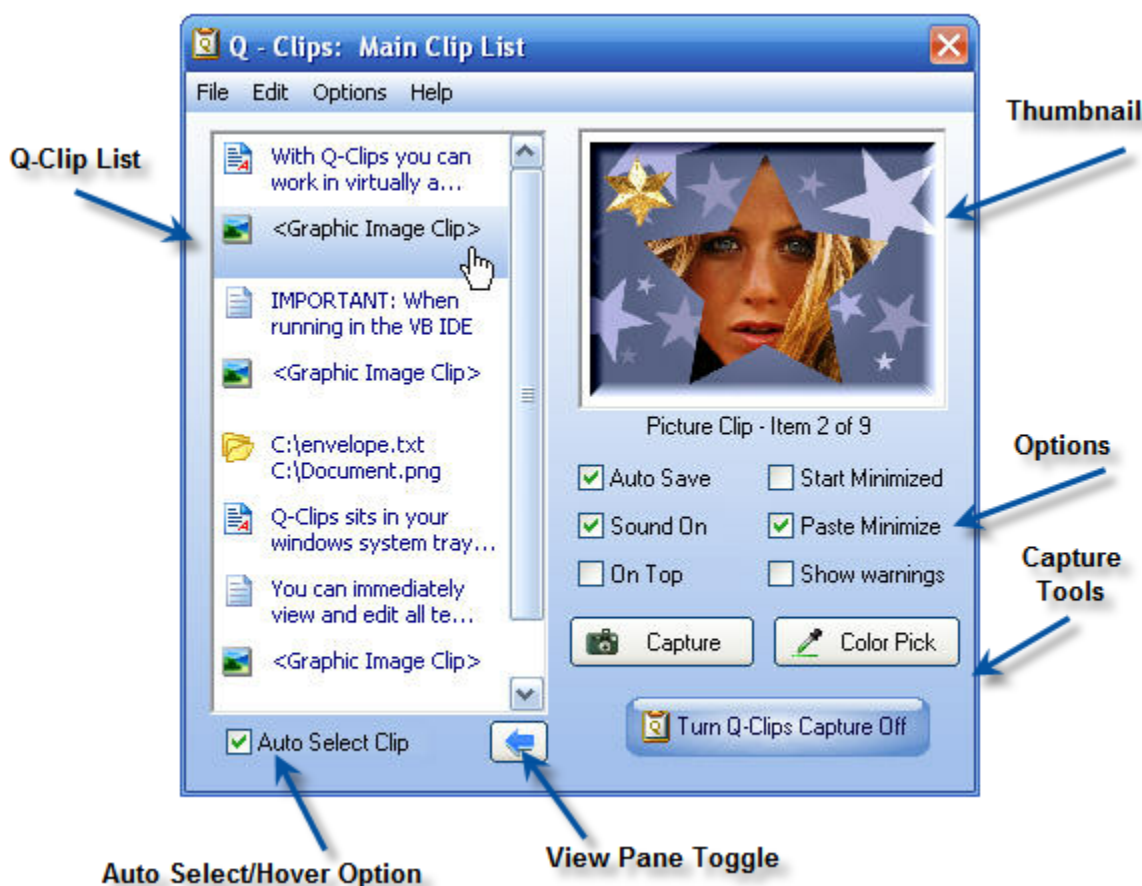 Q - Clips:  Main Clip List
File Edit Options Help
Thumbnail
Q-Clip List
With Q-Clips you can
work in virtually a...
<Graphic Image Clip>
IMPORTANT: When
running in the VB IDE
<Graphic Image Clip>
C:\envelope.txt
C:\Document.png
Q-Clips sits in your
windows system tray...
You can immediately
view and edit all te...
<Graphic Image Clip>
Auto Select Clip
Picture Clip - Item 2 of 9
Options
Auto Save
Start Minimized
Sound On
Paste Minimize
On Top
Show warnings
Capture
Tools
Capture
Color Pick
Turn Q-Clips Capture Off
View Pane Toggle
Auto Select/Hover Option